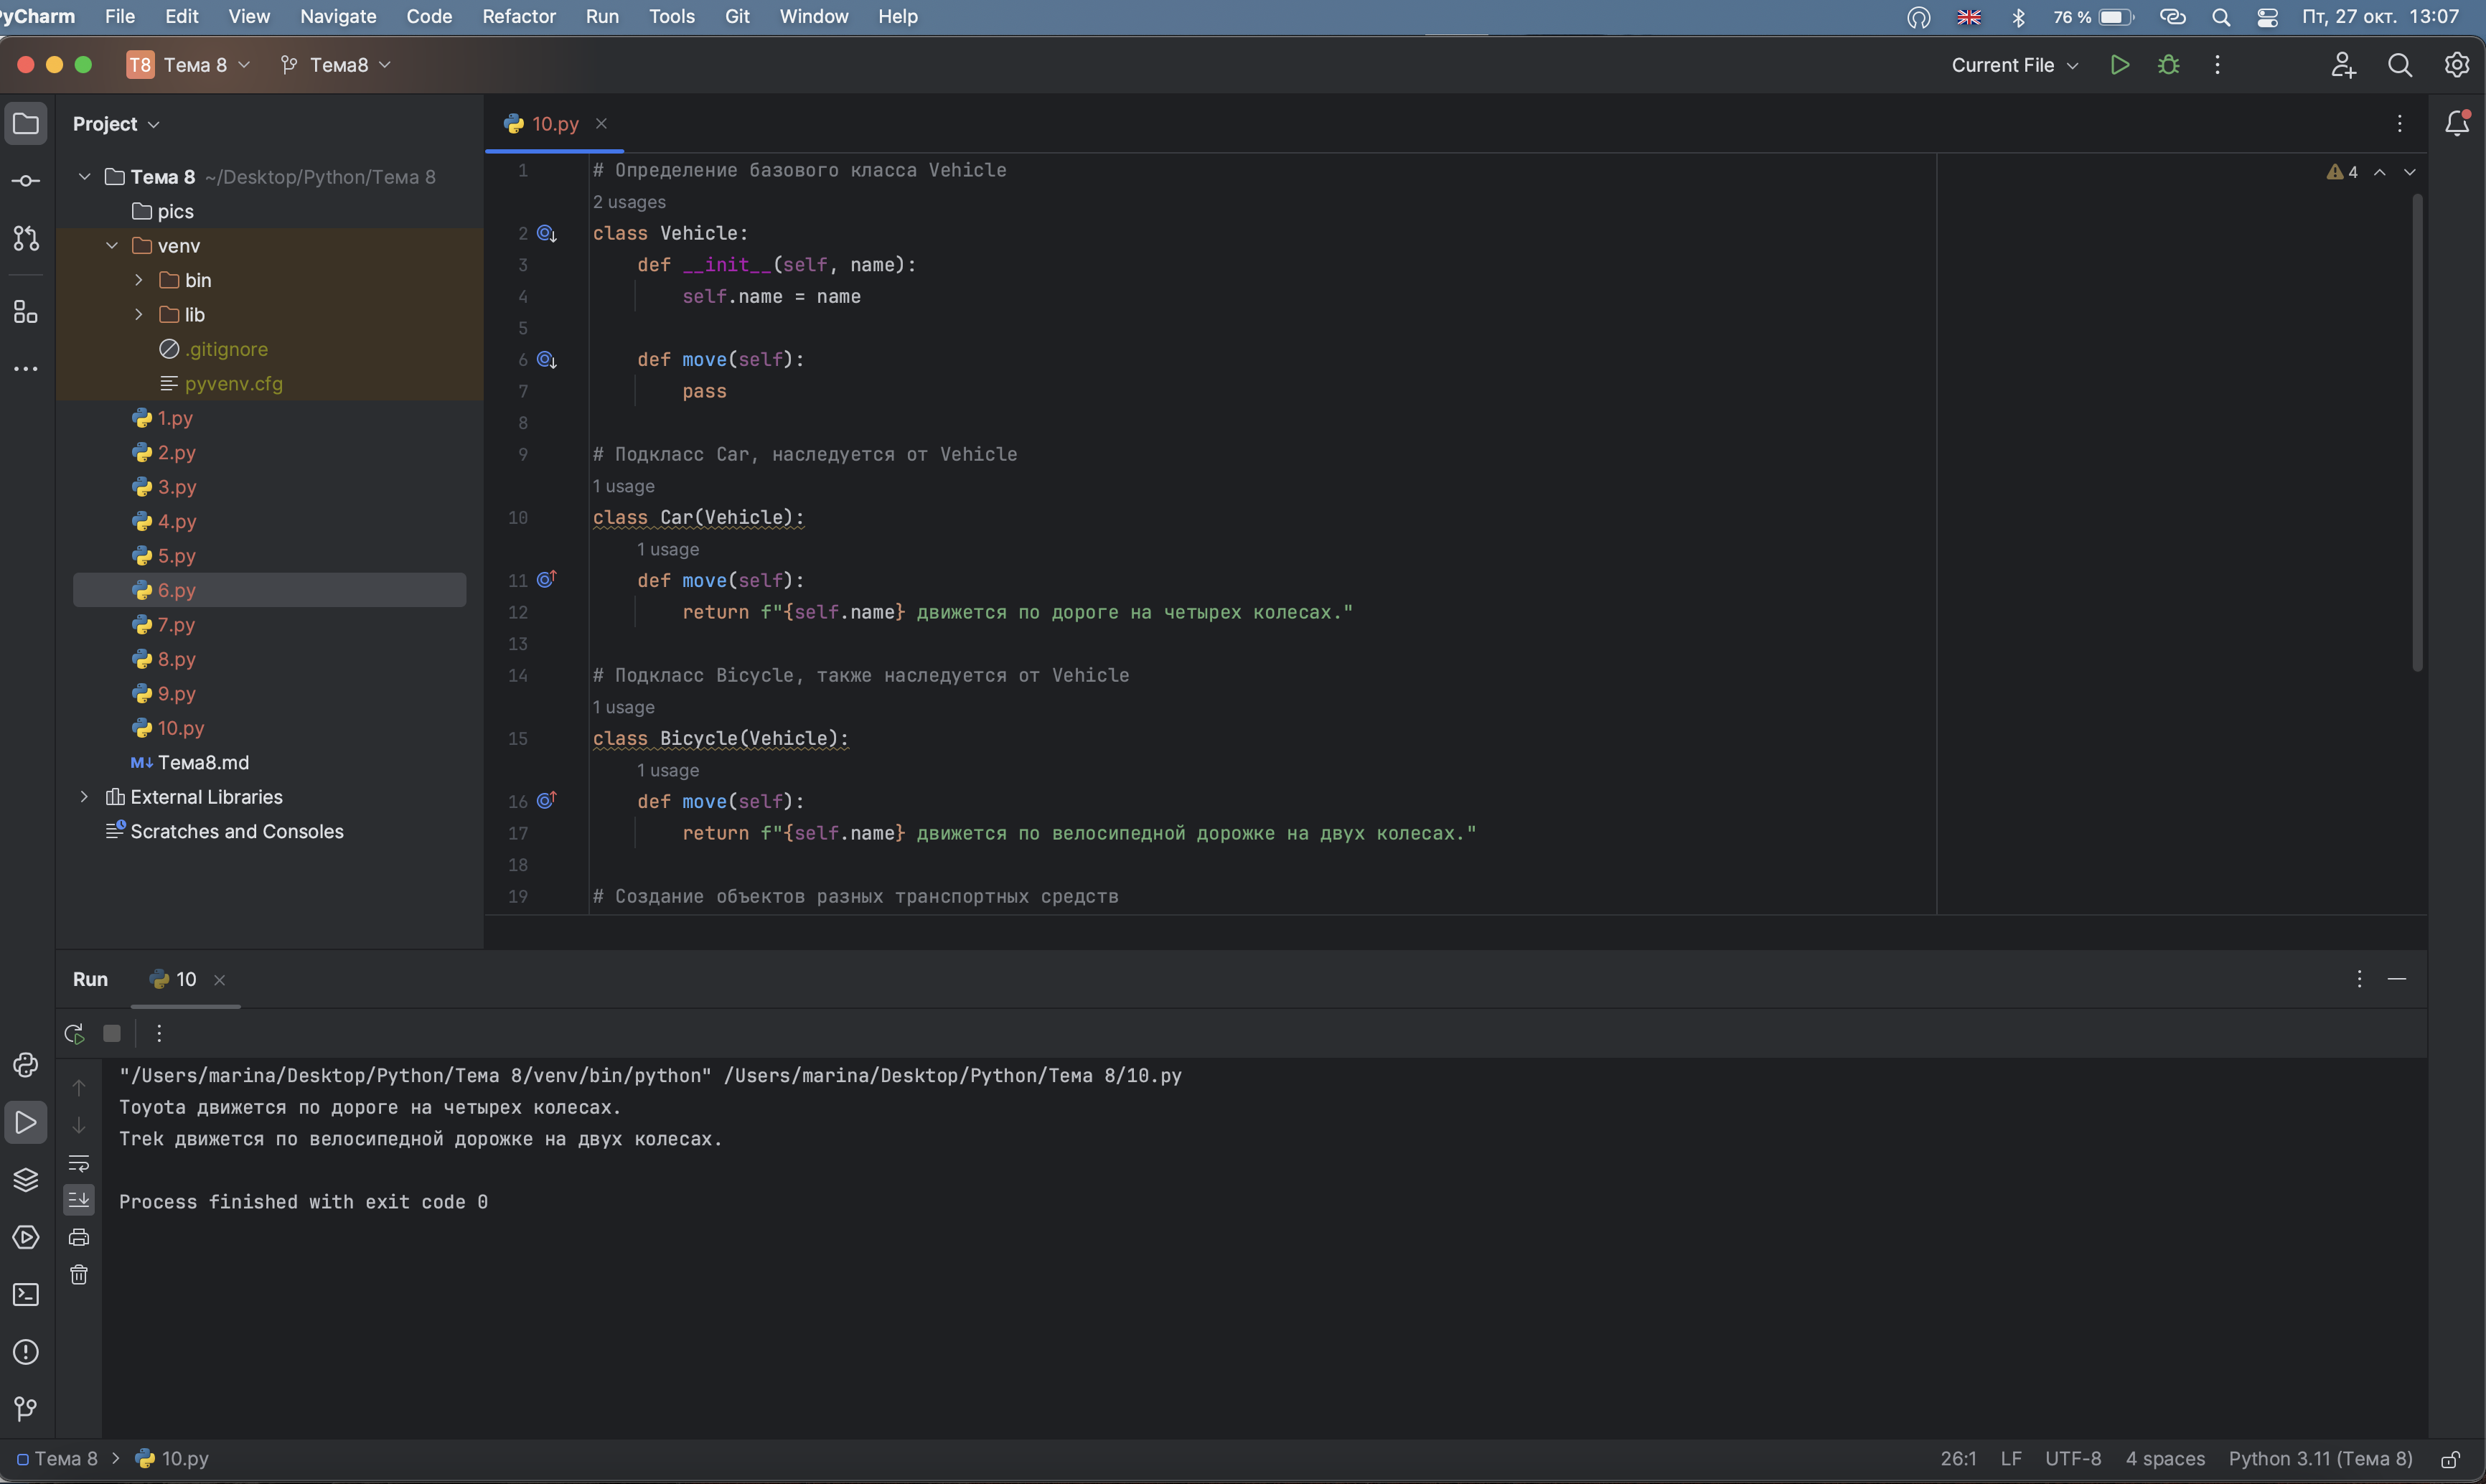 PyCharm File Edit View Navigate Code Refactor Run Tools Git Window Help 76 % Пт, 27 окт. 13:07
T8 Тема 8 Тема8 Current File
Project
10.py
Тема 8 ~/Desktop/Python/Тема 8
pics
venv
bin
lib
.gitignore
pyvenv.cfg
1.py
2.py
3.py
4.py
5.py
6.py
7.py
8.py
9.py
10.py
M↓ Тема8.md
External Libraries
Scratches and Consoles
4
1 # Определение базового класса Vehicle
2 usages
2 class Vehicle:
3 def __init__(self, name):
4 self.name = name
5
6 def move(self):
7 pass
8
9 # Подкласс Car, наследуется от Vehicle
1 usage
10 class Car(Vehicle):
1 usage
11 def move(self):
12 return f"{self.name} движется по дороге на четырех колесах."
13
14 # Подкласс Bicycle, также наследуется от Vehicle
1 usage
15 class Bicycle(Vehicle):
1 usage
16 def move(self):
17 return f"{self.name} движется по велосипедной дорожке на двух колесах."
18
19 # Создание объектов разных транспортных средств
Run 10
"/Users/marina/Desktop/Python/Тема 8/venv/bin/python" /Users/marina/Desktop/Python/Тема 8/10.py
Toyota движется по дороге на четырех колесах.
Trek движется по велосипедной дорожке на двух колесах.
Process finished with exit code 0
Тема 8 10.py 26:1 LF UTF-8 4 spaces Python 3.11 (Тема 8)